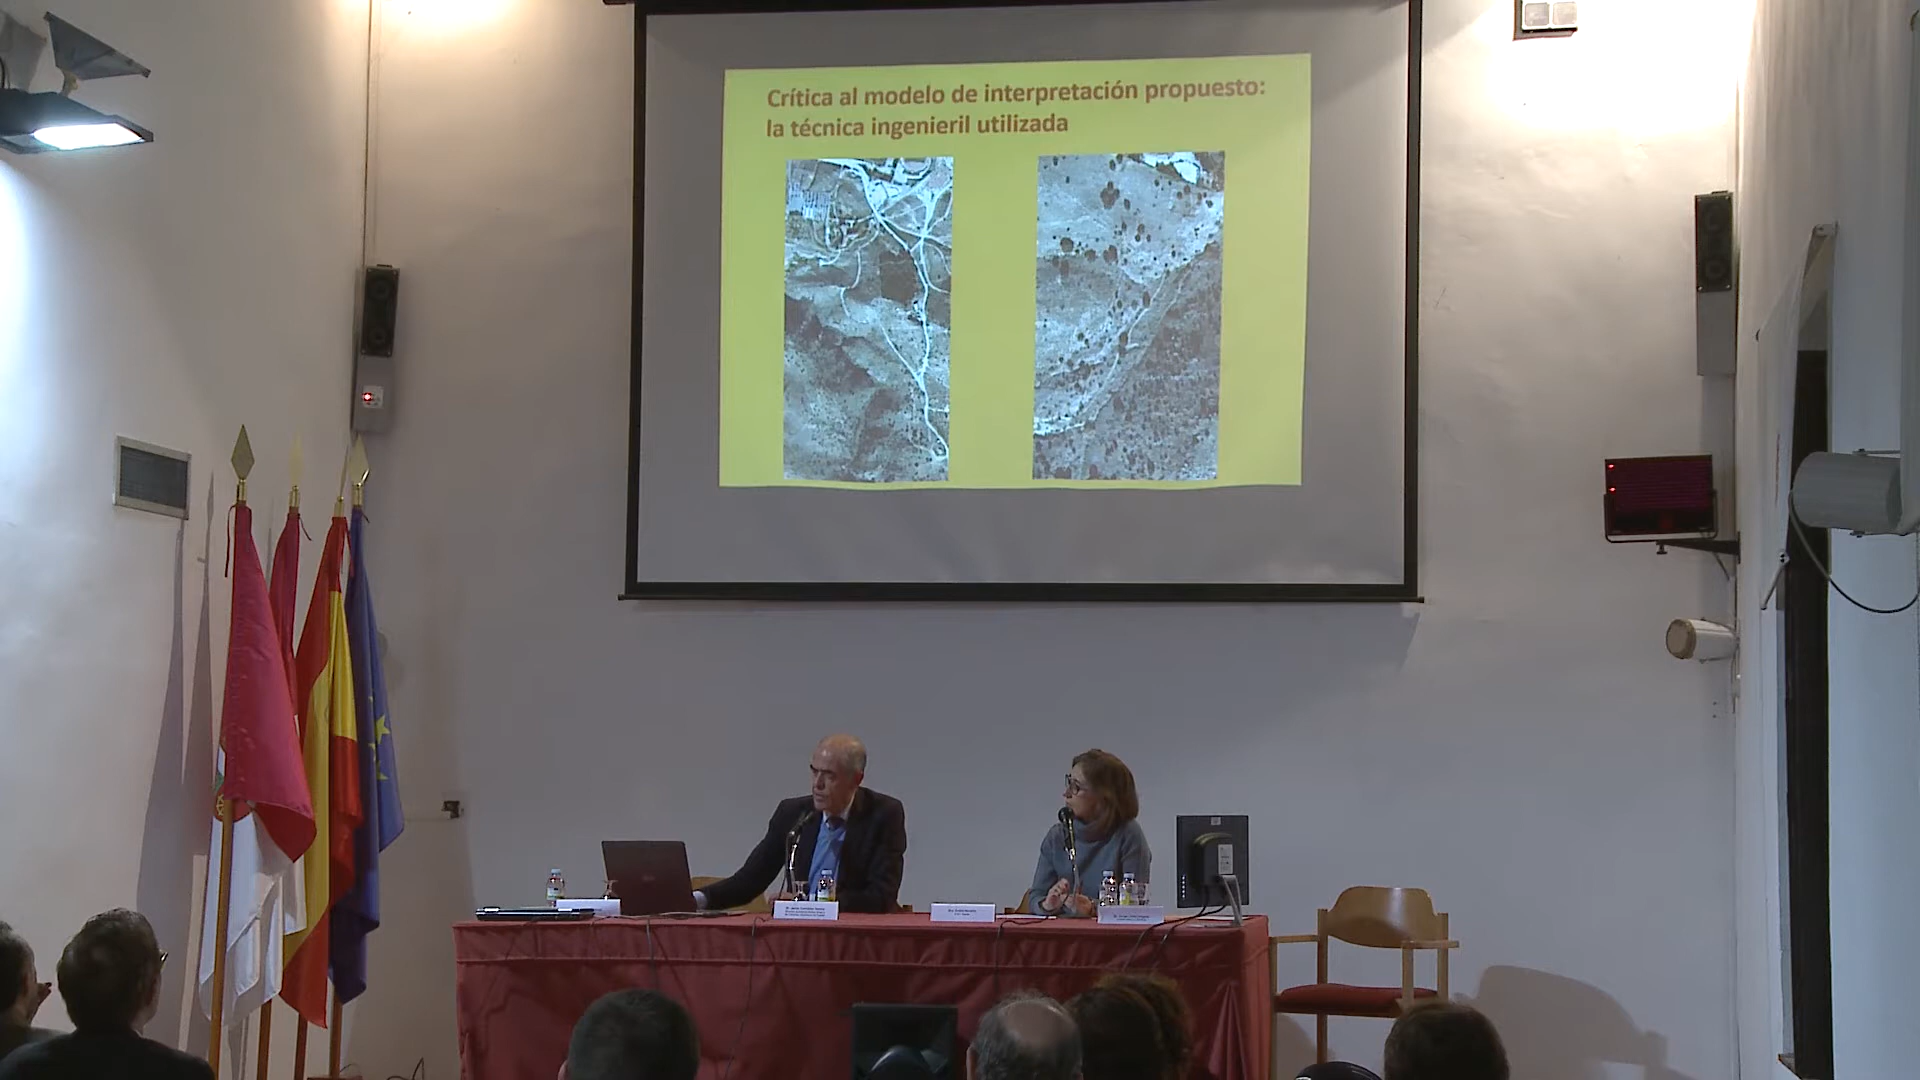 Crítica al modelo de interpretación propuesto:
la técnica ingenieril utilizada